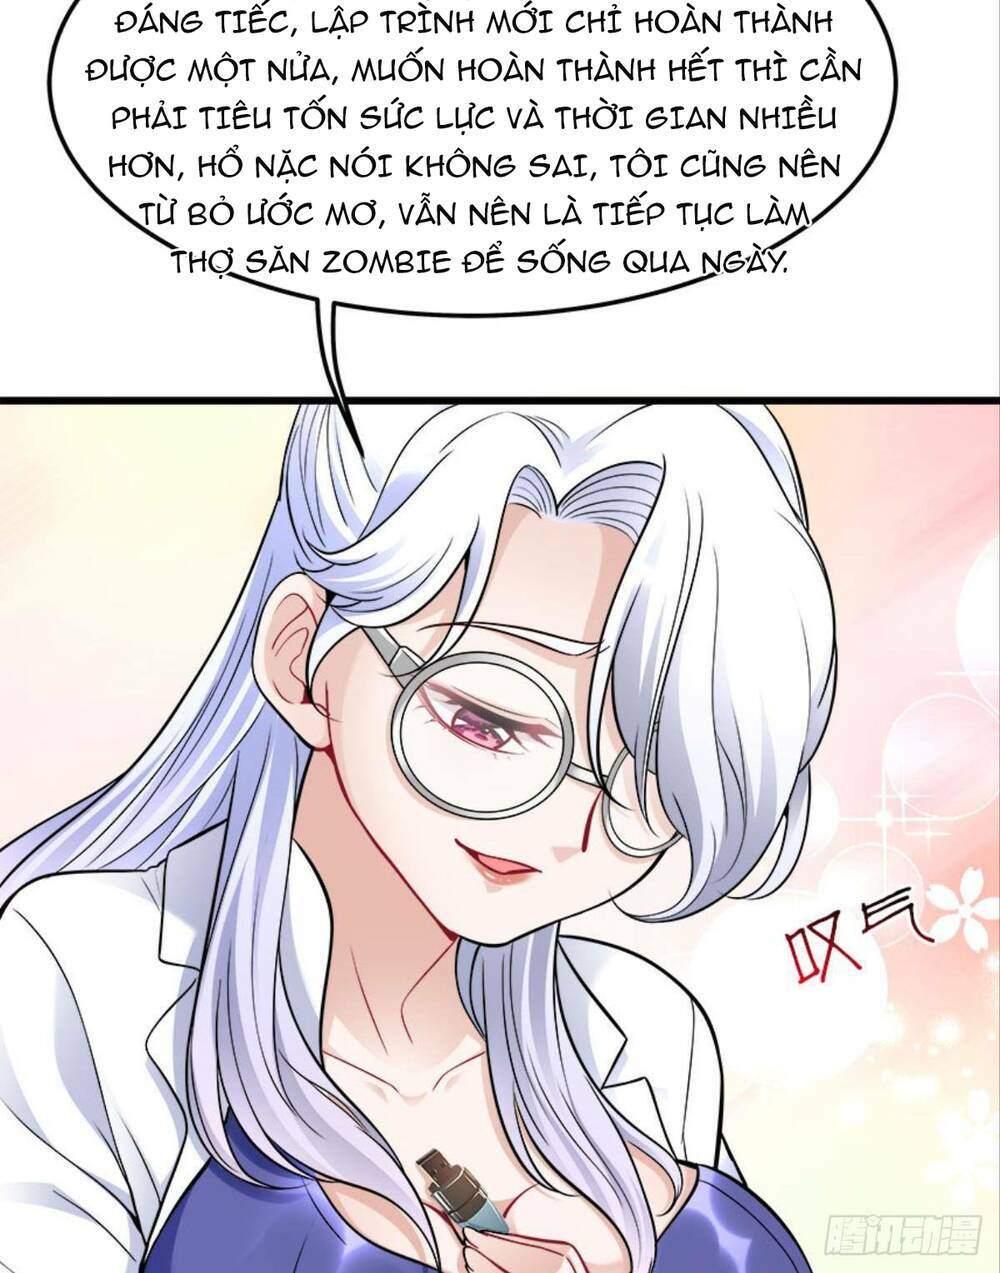 ĐÁNG TIẾC, LẬP TRÌNH MỚI CHỈ HOÀN THÀNH
ĐƯỢC MỘT NỬA, MUỐN HOÀN THÀNH HẾT THÌ CẦN
PHẢI TIÊU TỐN SỨC LỰC VÀ THỜI GIAN NHIỀU
HƠN, HỔ NẶC NÓI KHÔNG SAI, TÔI CŨNG NÊN
TỪ BỎ ƯỚC MƠ, VẪN NÊN LÀ TIẾP TỤC LÀM
THỢ SĂN ZOMBIE ĐỂ SỐNG QUA NGÀY.
叹气
腾讯动漫